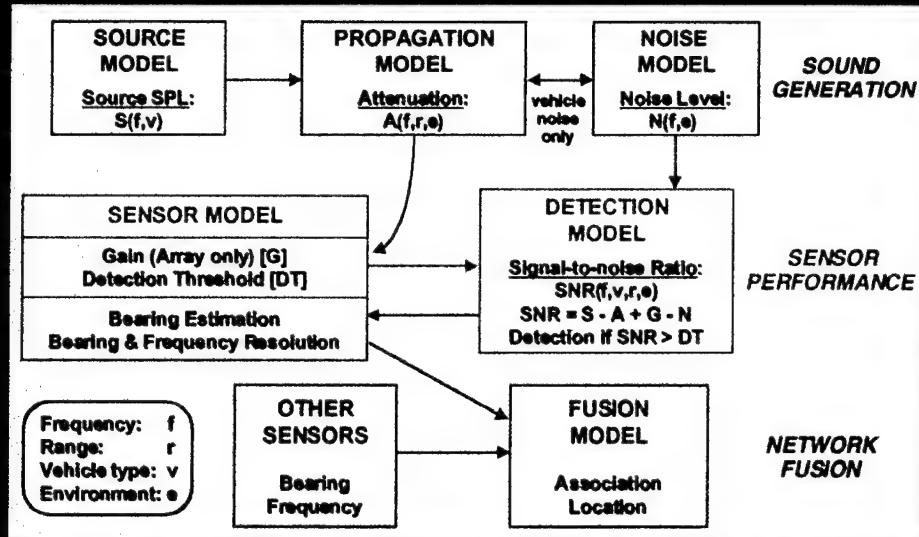 SOURCE
MODEL
Source SPL:
S(f,v)
PROPAGATION
MODEL
Attenuation:
A(f,r,e)
vehicle
noise
only
NOISE
MODEL
Noise Level:
N(f,e)
SOUND
GENERATION
SENSOR MODEL
Gain (Array only) [G]
Detection Threshold [DT]
Bearing Estimation
Bearing & Frequency Resolution
DETECTION
MODEL
Signal-to-noise Ratio:
SNR(f,v,r,e)
SNR = S - A + G - N
Detection if SNR > DT
SENSOR
PERFORMANCE
Frequency: f
Range: r
Vehicle type: v
Environment: e
OTHER
SENSORS
Bearing
Frequency
FUSION
MODEL
Association
Location
NETWORK
FUSION